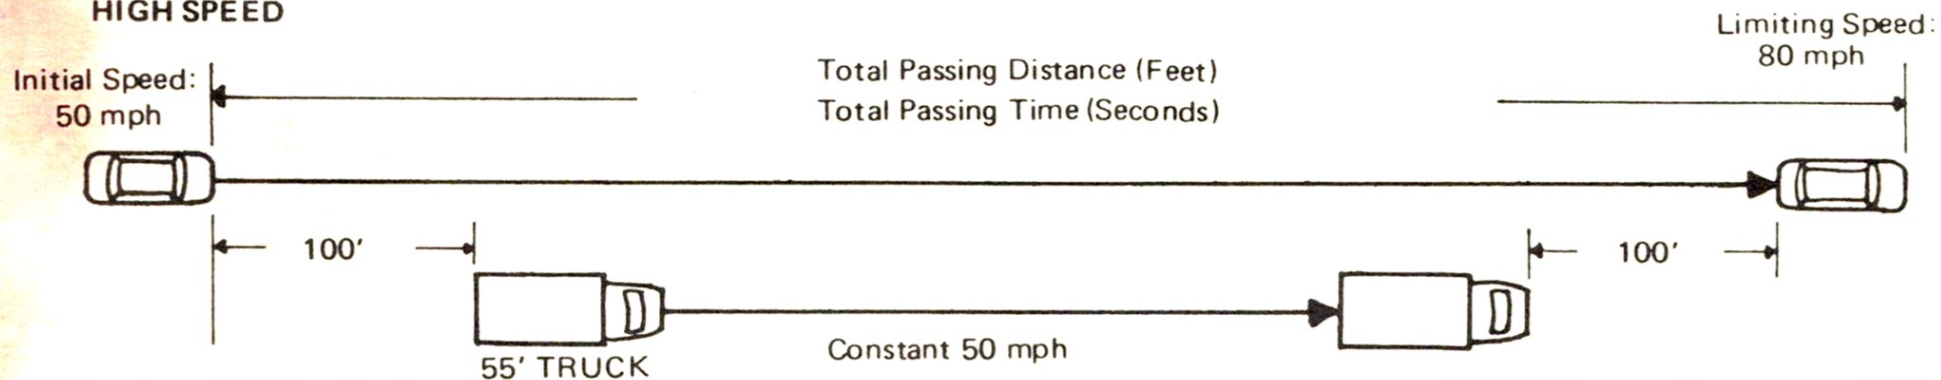 HIGH SPEED
Limiting Speed:
80 mph
Initial Speed:
50 mph
Total Passing Distance (Feet)
Total Passing Time (Seconds)
100'
100'
Constant 50 mph
55' TRUCK